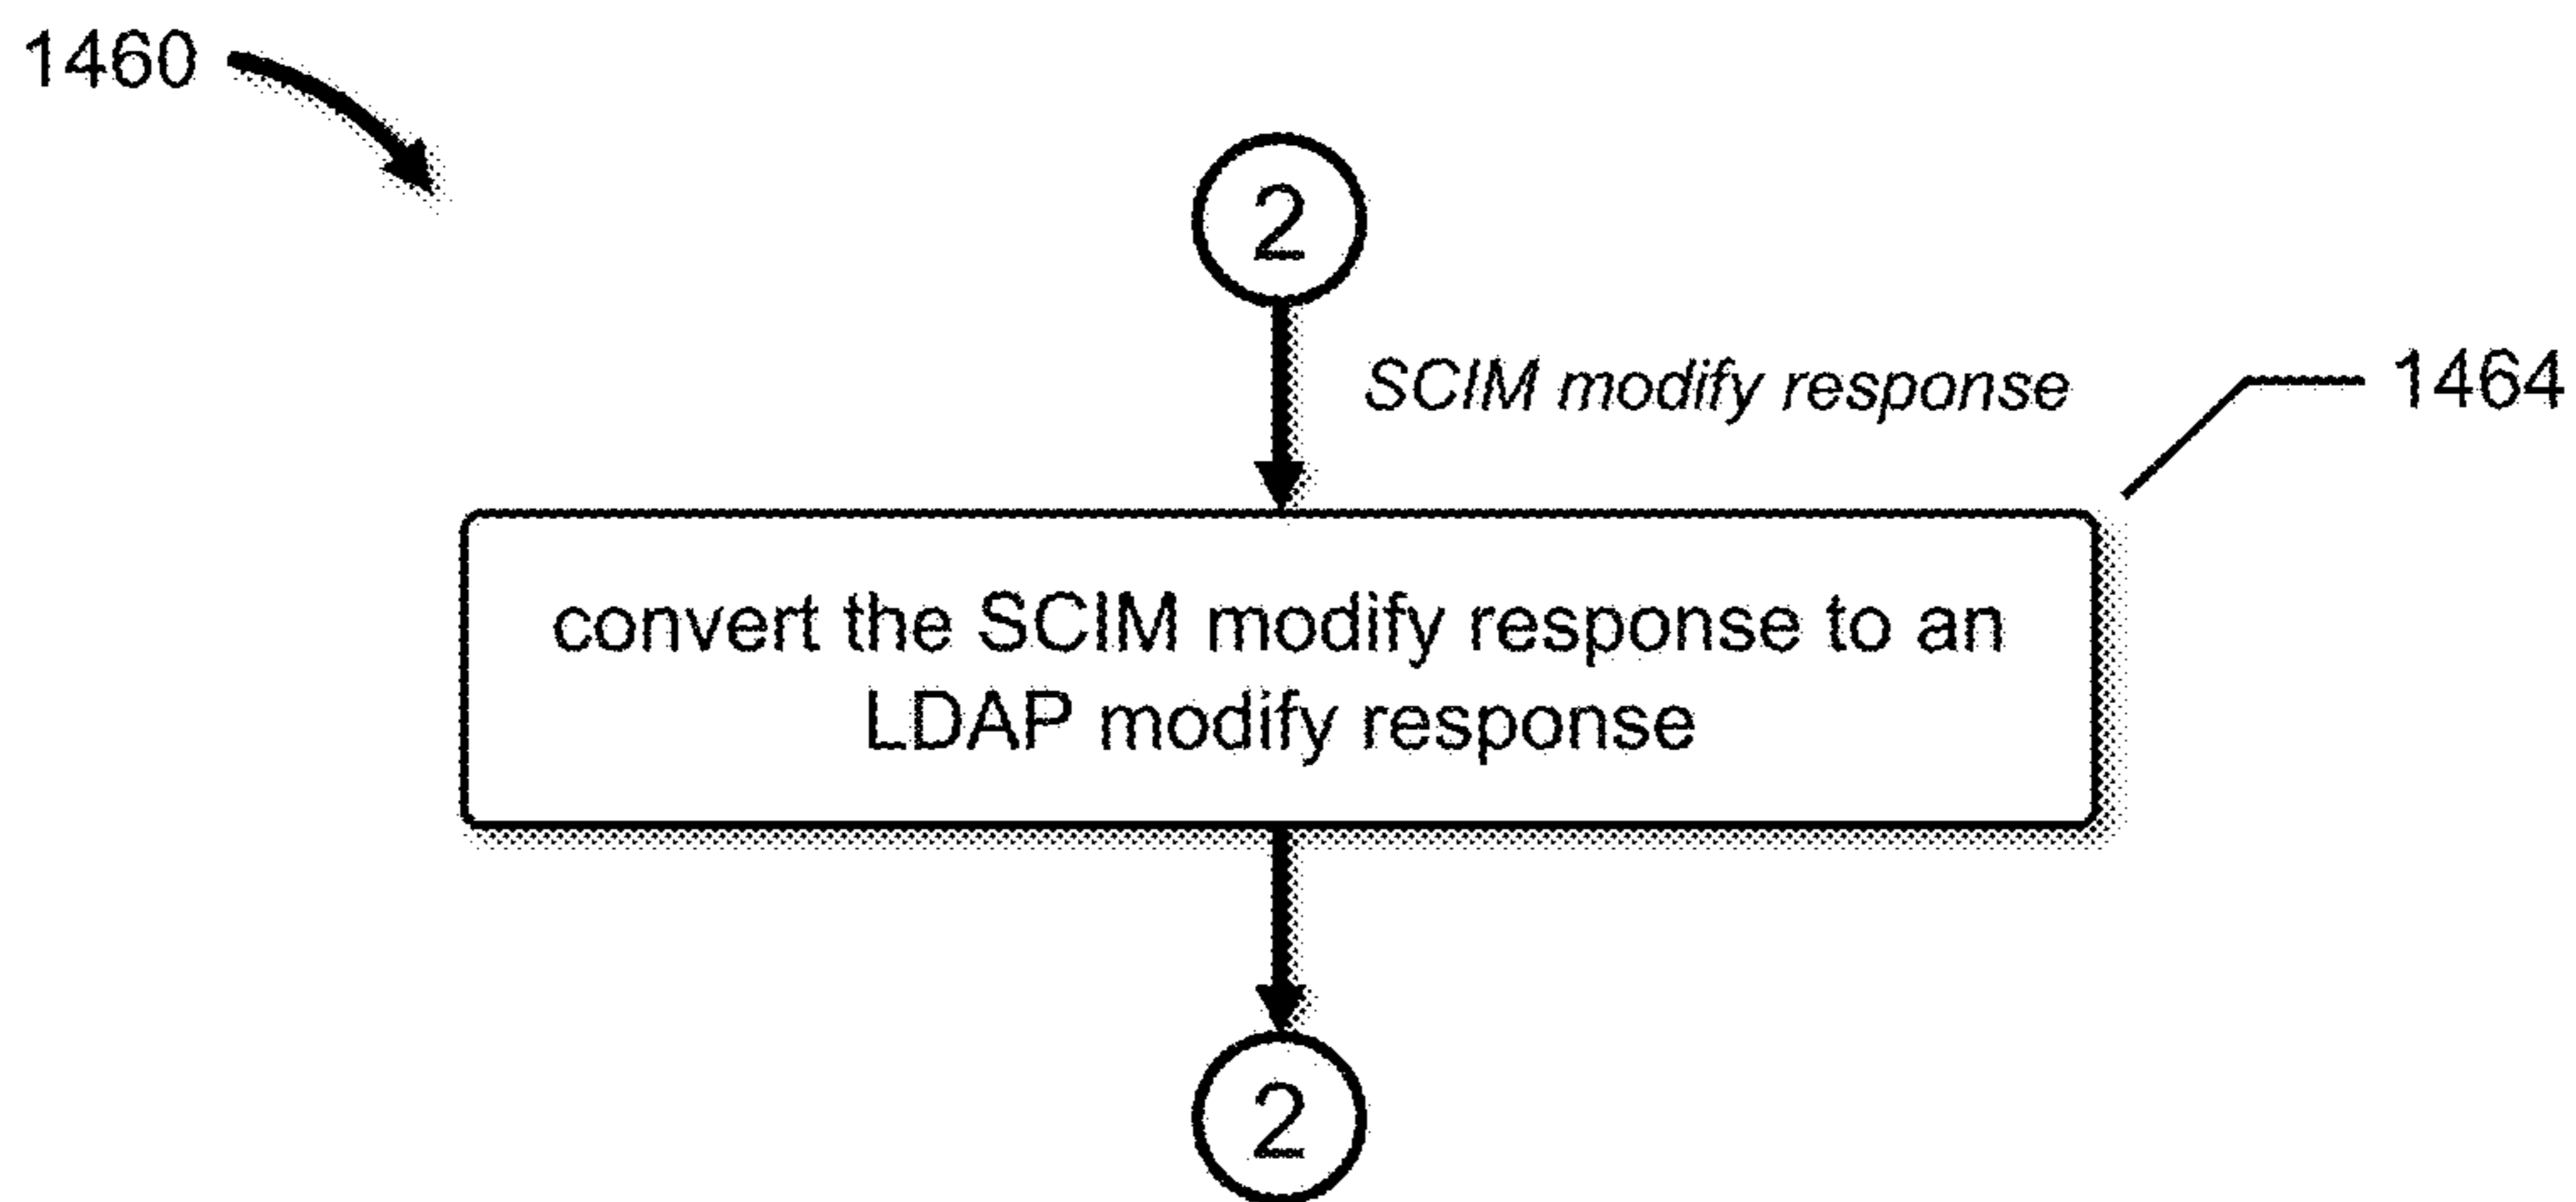 1460
2
SCIM modify response
1464
convert the SCIM modify response to an
LDAP modify response
2